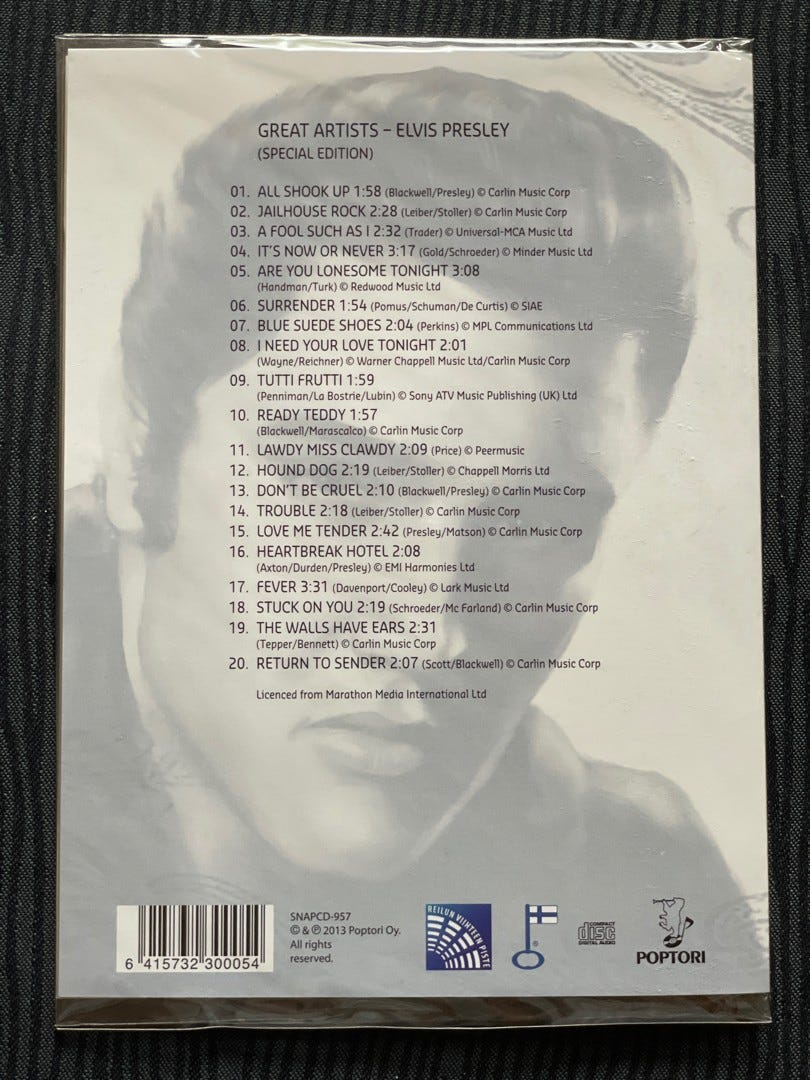 GREAT ARTISTS – ELVIS PRESLEY
(SPECIAL EDITION)
01. ALL SHOOK UP 1:58 (Blackwell/Presley) © Carlin Music Corp
02. JAILHOUSE ROCK 2:28 (Leiber/Stoller) © Carlin Music Corp
03. A FOOL SUCH AS I 2:32 (Trader) © Universal-MCA Music Ltd
04. IT'S NOW OR NEVER 3:17 (Gold/Schroeder) © Minder Music Ltd
05. ARE YOU LONESOME TONIGHT 3:08
(Handman/Turk) © Redwood Music Ltd
06. SURRENDER 1:54 (Pomus/Schuman/De Curtis) © SIAE
07. BLUE SUEDE SHOES 2:04 (Perkins) © MPL Communications Ltd
08. I NEED YOUR LOVE TONIGHT 2:01
(Wayne/Reichner) © Warner Chappell Music Ltd/Carlin Music Corp
09. TUTTI FRUTTI 1:59
(Penniman/La Bostrie/Lubin) © Sony ATV Music Publishing (UK) Ltd
10. READY TEDDY 1:57
(Blackwell/Marascalco) © Carlin Music Corp
11. LAWDY MISS CLAWDY 2:09 (Price) © Peermusic
12. HOUND DOG 2:19 (Leiber/Stoller) © Chappell Morris Ltd
13. DON'T BE CRUEL 2:10 (Blackwell/Presley) © Carlin Music Corp
14. TROUBLE 2:18 (Leiber/Stoller) © Carlin Music Corp
15. LOVE ME TENDER 2:42 (Presley/Matson) © Carlin Music Corp
16. HEARTBREAK HOTEL 2:08
(Axton/Durden/Presley) © EMI Harmonies Ltd
17. FEVER 3:31 (Davenport/Cooley) © Lark Music Ltd
18. STUCK ON YOU 2:19 (Schroeder/Mc Farland) © Carlin Music Corp
19. THE WALLS HAVE EARS 2:31
(Tepper/Bennett) © Carlin Music Corp
20. RETURN TO SENDER 2:07 (Scott/Blackwell) © Carlin Music Corp
Licenced from Marathon Media International Ltd
6 415732 300054
SNAPCD-957
© & ℗ 2013 Poptori Oy.
All rights
reserved.
REILUN VIIHTEEN PISTE
®
COMPACT
disc
DIGITAL AUDIO
POPTORI